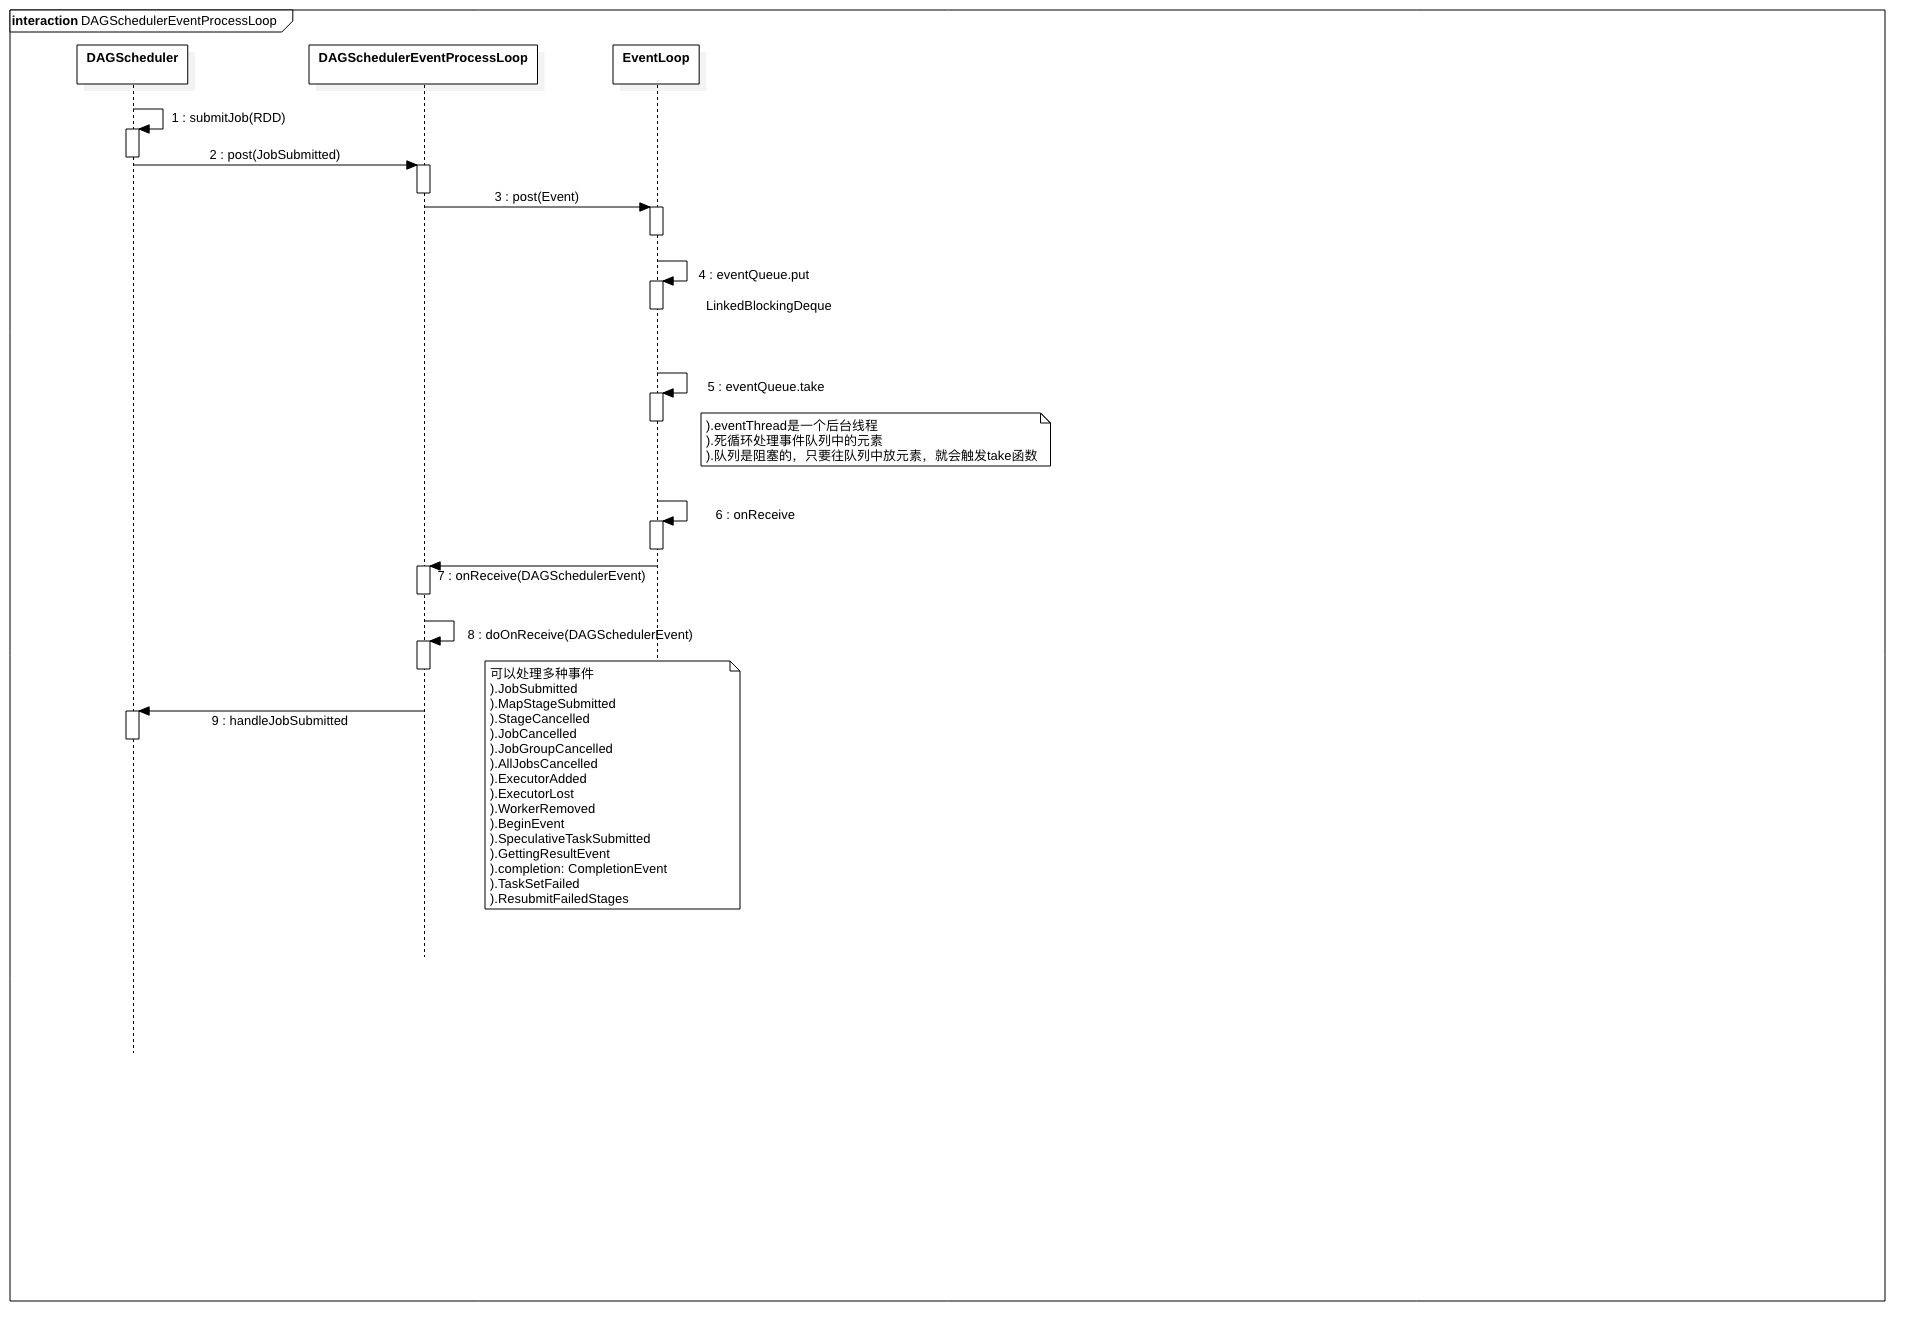 interaction DAGSchedulerEventProcessLoop
DAGScheduler
DAGSchedulerEventProcessLoop
EventLoop
1 : submitJob(RDD)
2 : post(JobSubmitted)
3 : post(Event)
4 : eventQueue.put
LinkedBlockingDeque
5 : eventQueue.take
).eventThread是一个后台线程
).死循环处理事件队列中的元素
).队列是阻塞的，只要往队列中放元素，就会触发take函数
6 : onReceive
7 : onReceive(DAGSchedulerEvent)
8 : doOnReceive(DAGSchedulerEvent)
可以处理多种事件
).JobSubmitted
).MapStageSubmitted
).StageCancelled
).JobCancelled
).JobGroupCancelled
).AllJobsCancelled
).ExecutorAdded
).ExecutorLost
).WorkerRemoved
).BeginEvent
).SpeculativeTaskSubmitted
).GettingResultEvent
).completion: CompletionEvent
).TaskSetFailed
).ResubmitFailedStages
9 : handleJobSubmitted